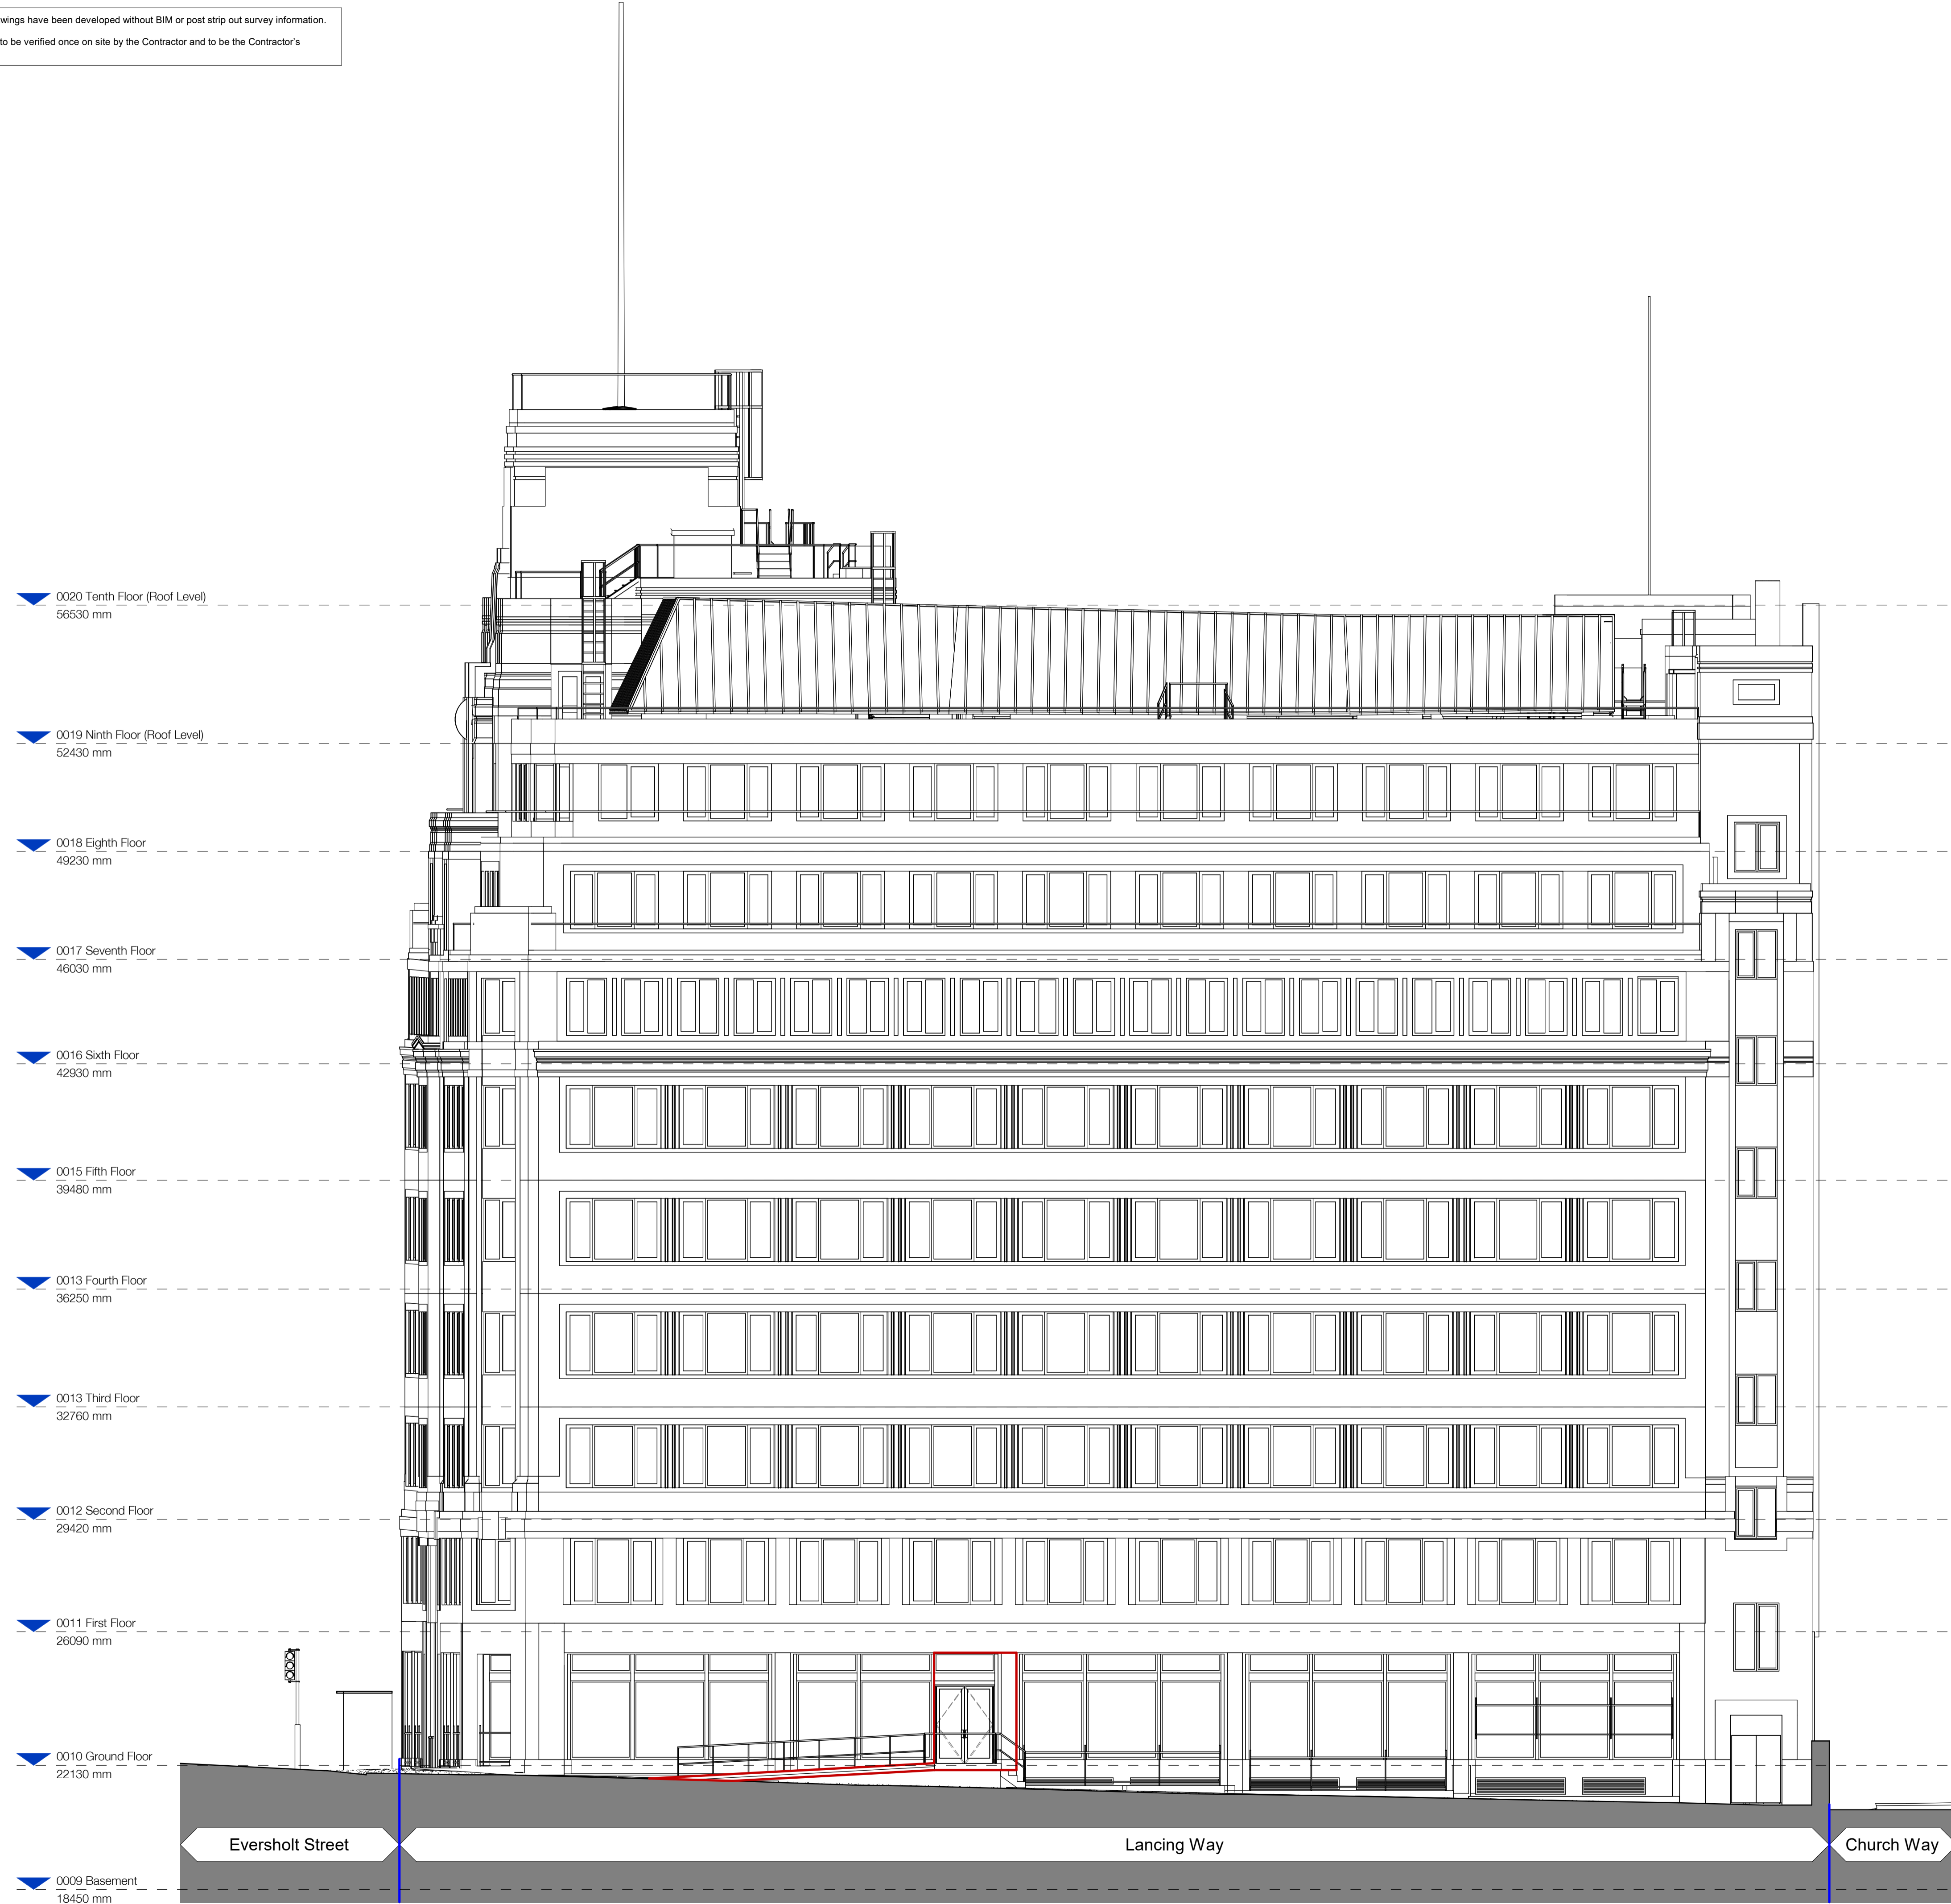 wings have been developed without BIM or post strip out survey information.
to be verified once on site by the Contractor and to be the Contractor's
0020 Tenth Floor (Roof Level)
56530 mm
0019 Ninth Floor (Roof Level)
52430 mm
0018 Eighth Floor
49230 mm
0017 Seventh Floor
46030 mm
0016 Sixth Floor
42930 mm
0015 Fifth Floor
39480 mm
0013 Fourth Floor
36250 mm
0013 Third Floor
32760 mm
0012 Second Floor
29420 mm
0011 First Floor
26090 mm
0010 Ground Floor
22130 mm
Eversholt Street
Lancing Way
Church Way
0009 Basement
18450 mm